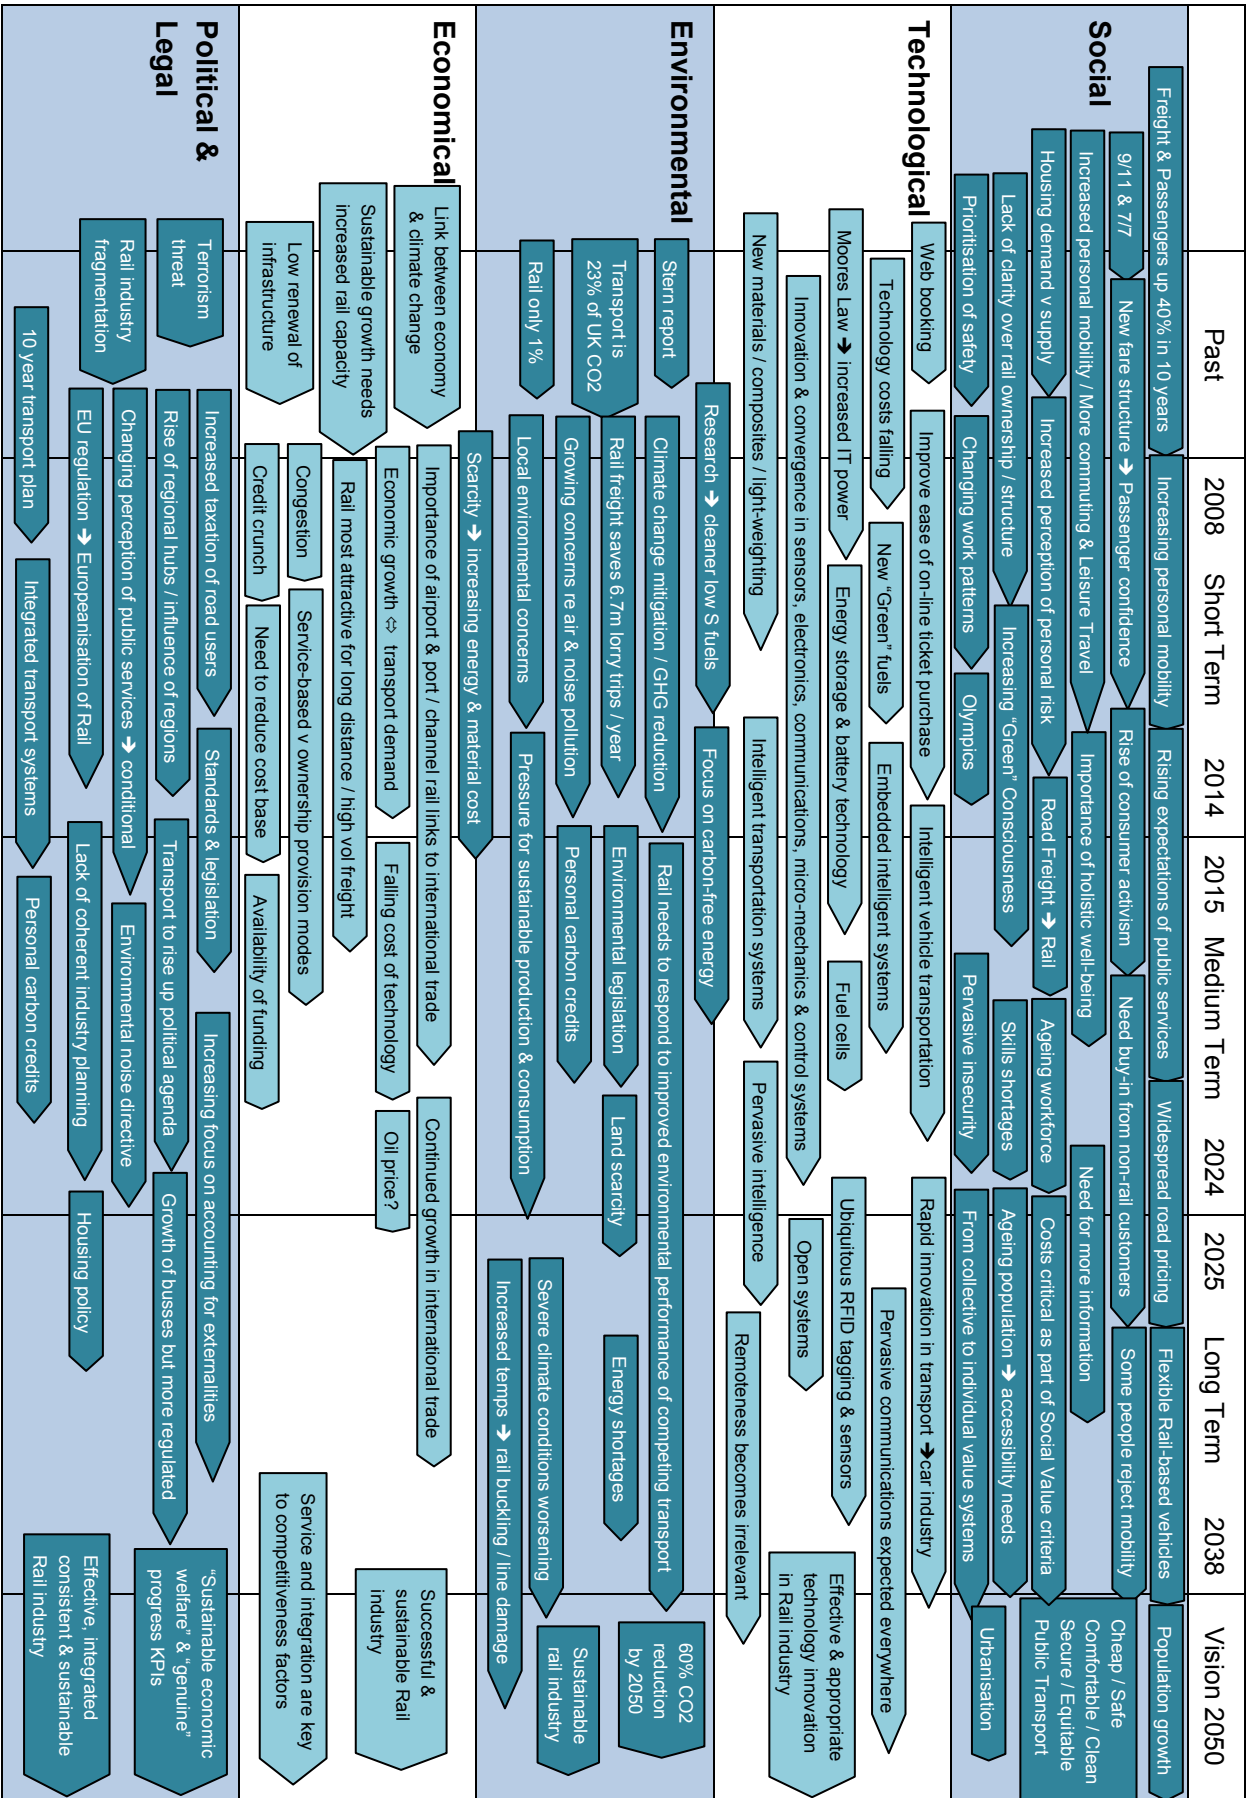 Past
2008
Short Term
2014
2015
Medium Term
2024
2025
Long Term
2038
Vision 2050
Social
Freight & Passengers up 40% in 10 years
Increasing personal mobility
Rising expectations of public services
Widespread road pricing
Flexible Rail-based vehicles
Population growth
9/11 & 7/7
New fare structure ➔ Passenger confidence
Rise of consumer activism
Need buy-in from non-rail customers
Some people reject mobility
Cheap / Safe
Comfortable / Clean
Secure / Equitable
Public Transport
Increased personal mobility / More commuting & Leisure Travel
Importance of holistic well-being
Need for more information
Housing demand v supply
Increased perception of personal risk
Road Freight ➔ Rail
Ageing workforce
Costs critical as part of Social Value criteria
Lack of clarity over rail ownership / structure
Increasing “Green” Consciousness
Skills shortages
Ageing population ➔ accessibility needs
Prioritisation of safety
Changing work patterns
Olympics
Pervasive insecurity
From collective to individual value systems
Urbanisation
Technological
Web booking
Improve ease of on-line ticket purchase
Intelligent vehicle transportation
Rapid innovation in transport ➔car industry
Technology costs falling
New “Green” fuels
Embedded intelligent systems
Pervasive communications expected everywhere
Moores Law ➔ increased IT power
Energy storage & battery technology
Fuel cells
Ubiquitous RFID tagging & sensors
Innovation & convergence in sensors, electronics, communications, micro-mechanics & control systems
Open systems
Effective & appropriate
technology innovation
in Rail industry
New materials / composites / light-weighting
Intelligent transportation systems
Pervasive intelligence
Remoteness becomes irrelevant
Environmental
Research ➔ cleaner low S fuels
Focus on carbon-free energy
Stern report
Climate change mitigation / GHG reduction
Rail needs to respond to improved environmental performance of competing transport
60% CO2
reduction
by 2050
Transport is
23% of UK CO2
Rail freight saves 6.7m lorry trips / year
Environmental legislation
Land scarcity
Energy shortages
Growing concerns re air & noise pollution
Personal carbon credits
Rail only 1%
Local environmental concerns
Pressure for sustainable production & consumption
Severe climate conditions worsening
Sustainable
rail industry
Increased temps ➔ rail buckling / line damage
Economical
Scarcity ➔ increasing energy & material cost
Link between economy
& climate change
Importance of airport & port / channel rail links to international trade
Continued growth in international trade
Economic growth ⇔ transport demand
Falling cost of technology
Oil price?
Successful &
sustainable Rail
industry
Sustainable growth needs
increased rail capacity
Rail most attractive for long distance / high vol freight
Congestion
Service-based v ownership provision modes
Service and integration are key
to competitiveness factors
Low renewal of
infrastructure
Credit crunch
Need to reduce cost base
Availability of funding
Political &
Legal
Increased taxation of road users
Standards & legislation
Increasing focus on accounting for externalities
Terrorism
threat
Rise of regional hubs / influence of regions
Transport to rise up political agenda
Growth of busses but more regulated
“Sustainable economic
welfare” & “genuine”
progress KPIs
Rail industry
fragmentation
Changing perception of public services ➔ conditional
Environmental noise directive
EU regulation ➔ Europeanisation of Rail
Lack of coherent industry planning
Housing policy
10 year transport plan
Integrated transport systems
Personal carbon credits
Effective, integrated
consistent & sustainable
Rail industry